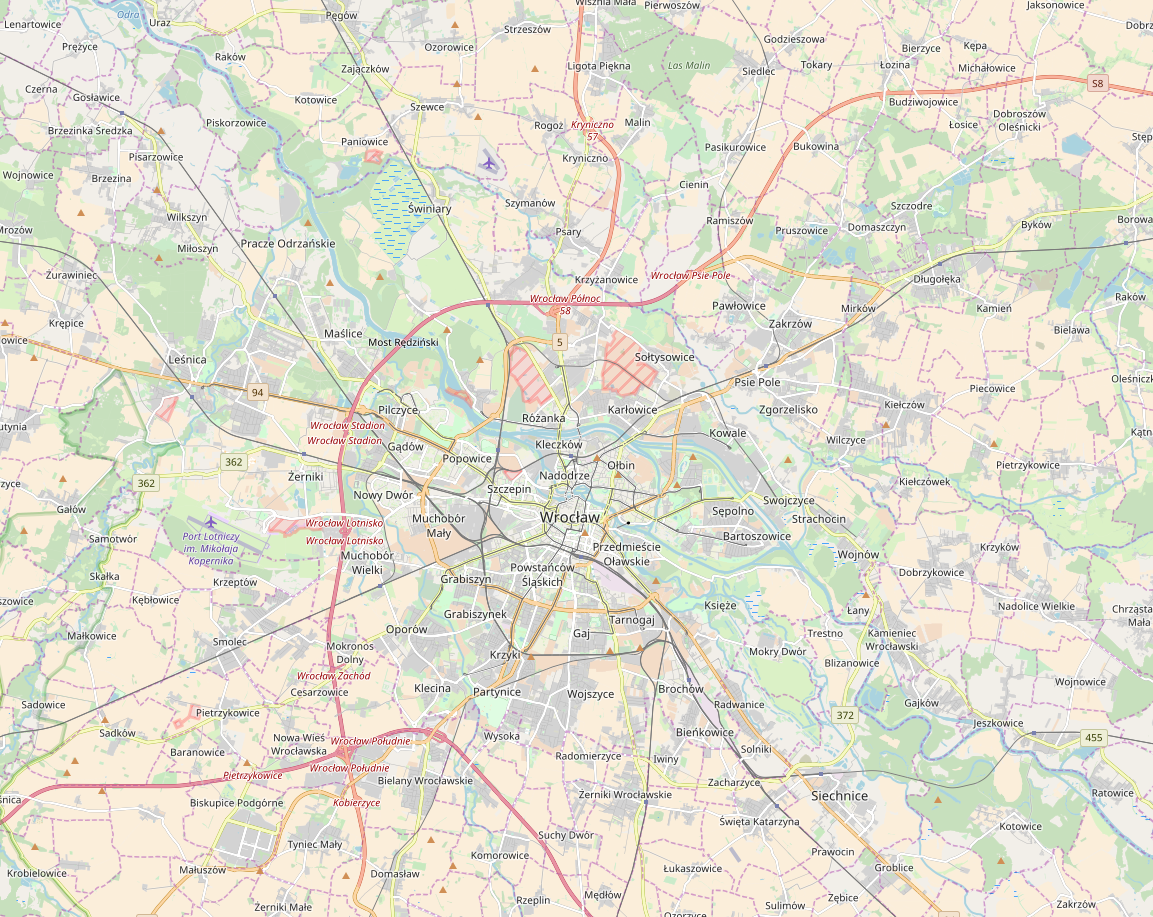 Lenartowice
Odra
Uraz
Pęgów
Wisznia Mała
Pierwoszów
Jaksonowice
Prężyce
Raków
Ozorowice
Strzeszów
Godzieszowa
Bierzyce
Kępa
Czerna
Gosławice
Zajączków
Ligota Piękna
Las Malin
Siedlec
Tokary
Łozina
Michałowice
S8
Kotowice
Szewce
Budziwojowice
Brzezinka Średzka
Piskorzowice
Rogoż
Kryniczno
S7
Malin
Łosice
Dobroszów
Oleśnicki
Pisarzowice
Paniowice
Kryniczno
Pasikurowice
Bukowina
Wojnowice
Brzezina
Cienin
Wilkszyn
Świniary
Szymanów
Szczodre
Ramiszów
Pruszowice
Domaszczyn
Byków
Miłoszyn
Pracze Odrzańskie
Psary
Żurawiniec
Krzyżanowice
Wrocław Psie Pole
Długołęka
Raków
Krępice
Wrocław Północ
S8
Pawłowice
Mirków
Kamień
Maślice
Most Rędziński
5
Zakrzów
Bielawa
Leśnica
Sołtysowice
94
Psie Pole
Piecowice
Pilczyce
Różanka
Karłowice
Zgorzelisko
Kiełczów
Wrocław Stadion
Wrocław Stadion
Gądów
Kleczków
Kowale
Wilczyce
362
Popowice
Nadodrze
Ołbin
Pietrzykowice
362
Żerniki
Nowy Dwór
Szczepin
Kiełczówek
Gałów
Swojczyce
Muchobór
Mały
Wrocław
Sępolno
Strachocin
Port Lotniczy
im. Mikołaja
Kopernika
Wrocław Lotnisko
Wrocław Lotnisko
Bartoszowice
Samotwór
Muchobór
Wielki
Przedmieście
Oławskie
Wojnów
Krzyków
Skałka
Krzeptów
Grabiszyn
Powstańców
Śląskich
Dobrzykowice
Kębłowice
Grabiszynek
Księże
Łany
Nadolice Wielkie
Chrząstawa
Mała
Małkowice
Smolec
Oporów
Gaj
Tarnogaj
Trestno
Kamieniec
Wrocławski
Mokronos
Dolny
Krzyki
Mokry Dwór
Blizanowice
Wrocław Zachód
Cesarzowice
Klecina
Partynice
Wojszyce
Brochów
Wojnowice
Sadowice
Pietrzykowice
Radwanice
Gajków
Sadków
Nowa Wieś
Wrocławska
Wrocław Południe
Wysoka
Bieńkowice
372
Jeszkowice
Baranowice
Radomierzyce
Iwiny
Solniki
455
Pietrzykowice
Wrocław Południe
Bielany Wrocławskie
Zacharzyce
Biskupice Podgórne
Kobierzyce
Żerniki Wrocławskie
Siechnice
Ratowice
Tyniec Mały
Suchy Dwór
Święta Katarzyna
Kotowice
Krobielowice
Małuszów
Domasław
Komorowice
Łukaszowice
Prawocin
Groblice
Żerniki Małe
Rzeplin
Mędłów
Ozorzyce
Sulimów
Zębice
Zakrzów